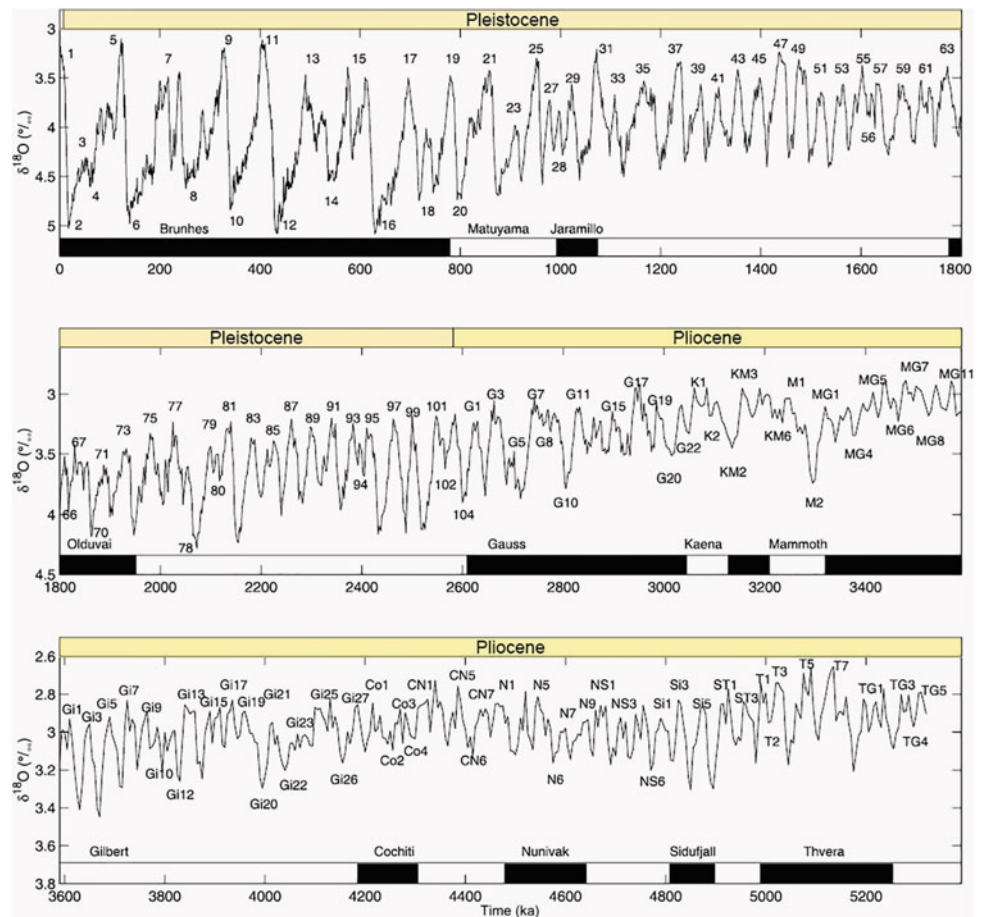 Pleistocene
3
3.5
4
4.5
5
δ18O (º/₀₀)
1 5 7 9 11 13 15 17 19 21 25 31 37 43 45 47 49 55 63
3 23 27 29 33 35 39 41 51 53 56 57 59 61
2 4 6 8 10 12 14 16 18 20 28
Brunhes Matuyama Jaramillo
0 200 400 600 800 1000 1200 1400 1600 1800
Pleistocene Pliocene
3
3.5
4
4.5
δ18O (º/₀₀)
67 73 75 77 79 81 83 85 87 89 91 93 95 97 99 101 G1 G3 G7 G11 G15 G17 G19 K1 KM3 M1 MG1 MG5 MG7 MG11
66 70 71 78 80 94 102 104 G5 G8 G10 G20 G22 K2 KM2 KM6 M2 MG4 MG6 MG8
Olduvai Gauss Kaena Mammoth
1800 2000 2200 2400 2600 2800 3000 3200 3400
Pliocene
2.6
2.8
3.0
3.2
3.4
3.6
3.8
δ18O (º/₀₀)
Gi1 Gi3 Gi5 Gi7 Gi9 Gi13 Gi15 Gi17 Gi19 Gi21 Gi23 Gi25 Gi27 Co1 Co3 CN1 CN5 CN7 N1 N5 N7 N9 NS1 NS3 Si1 Si3 Si5 ST1 ST3 T1 T3 T5 T7 TG1 TG3 TG5
Gi10 Gi12 Gi20 Gi22 Gi26 Co2 Co4 CN6 N6 NS6 T2 TG4
Gilbert Cochiti Nunivak Sidufjall Thvera
3600 3800 4000 4200 4400 4600 4800 5000 5200
Time (ka)